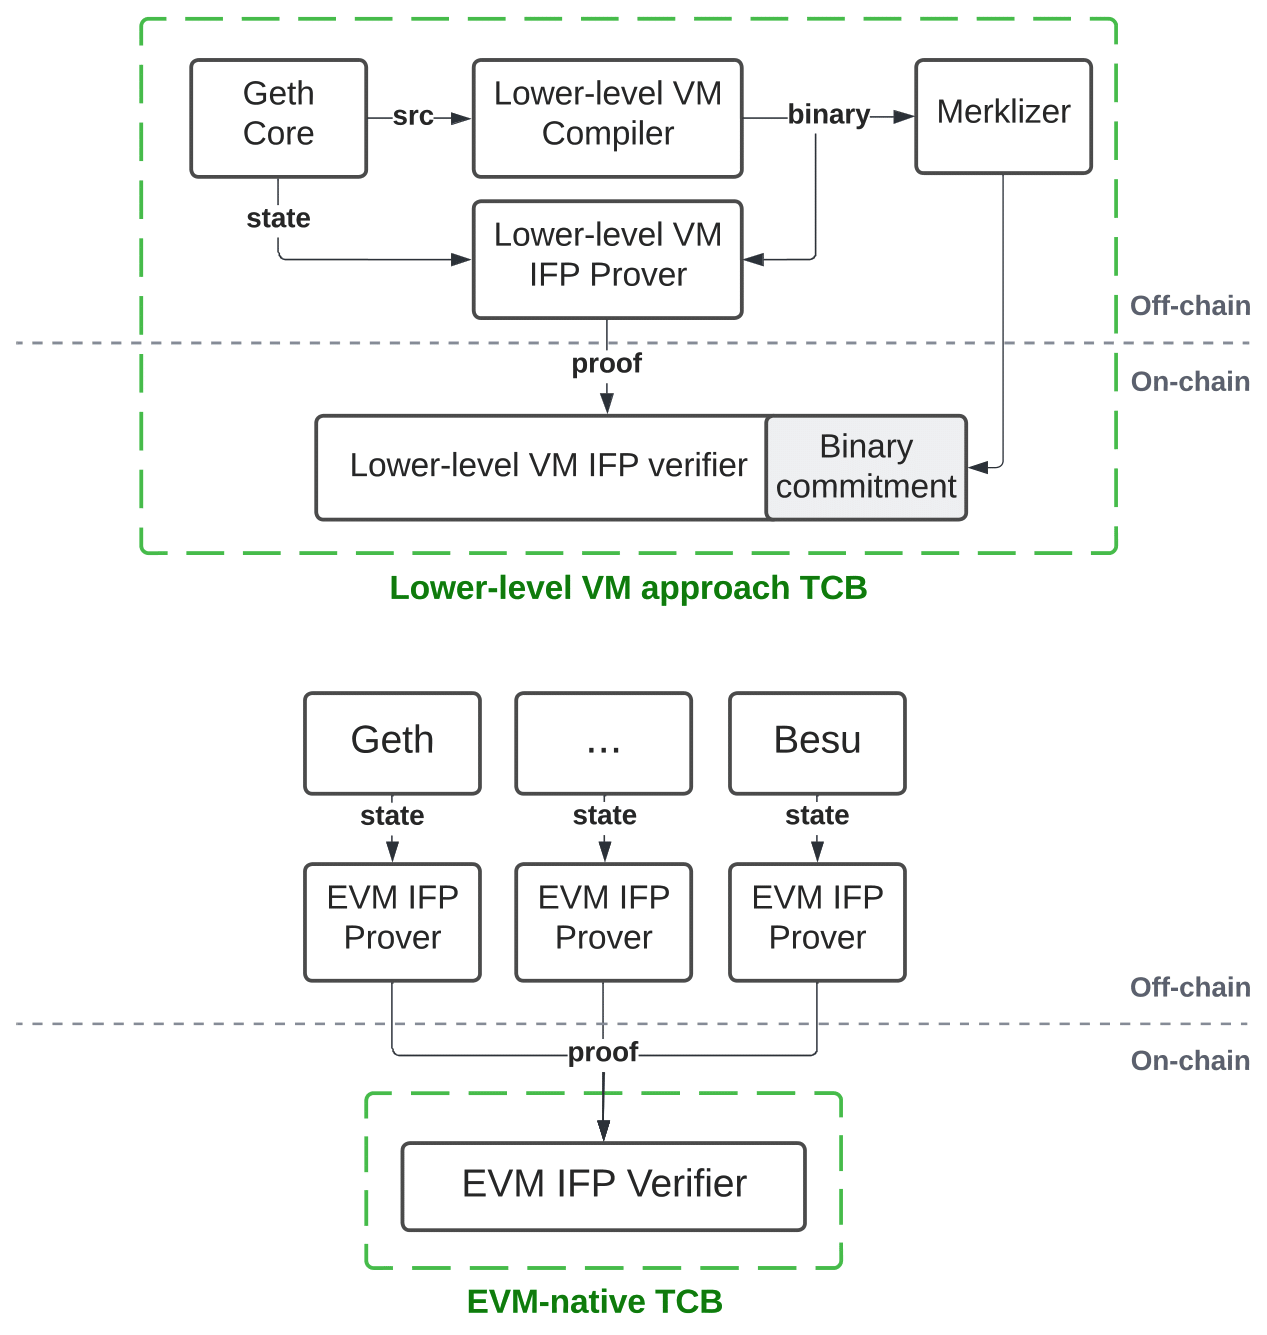 Geth
Core
src
Lower-level VM
Compiler
binary
Merklizer
state
Lower-level VM
IFP Prover
Off-chain
proof
On-chain
Lower-level VM IFP verifier
Binary
commitment
Lower-level VM approach TCB
Geth
...
Besu
state
state
state
EVM IFP
Prover
EVM IFP
Prover
EVM IFP
Prover
Off-chain
proof
On-chain
EVM IFP Verifier
EVM-native TCB